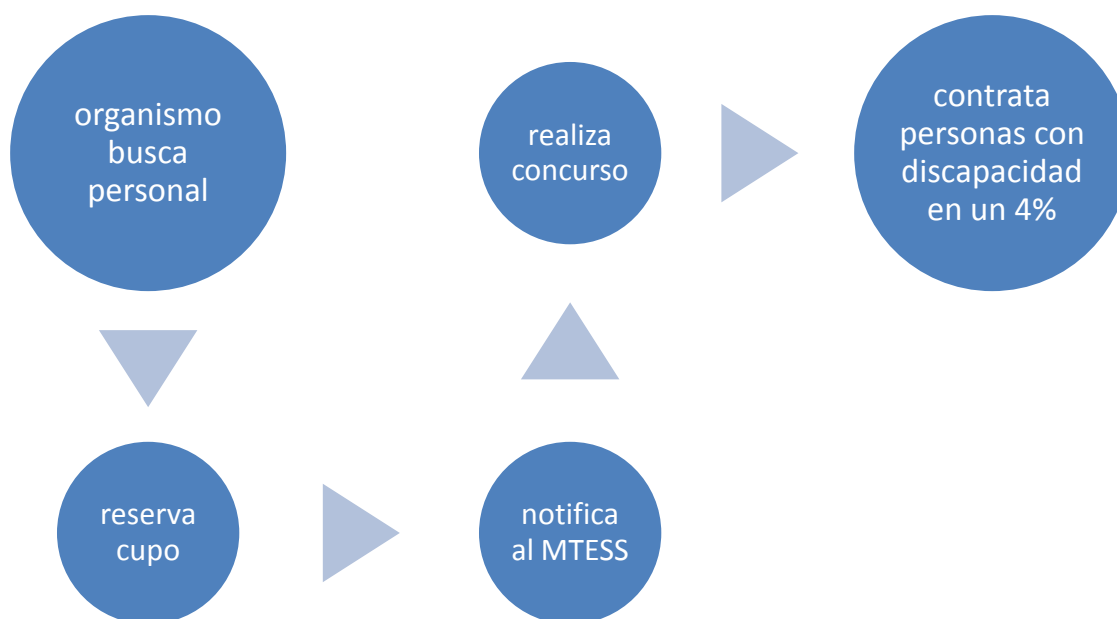 organismo
busca
personal
reserva
cupo
notifica
al MTESS
realiza
concurso
contrata
personas con
discapacidad
en un 4%